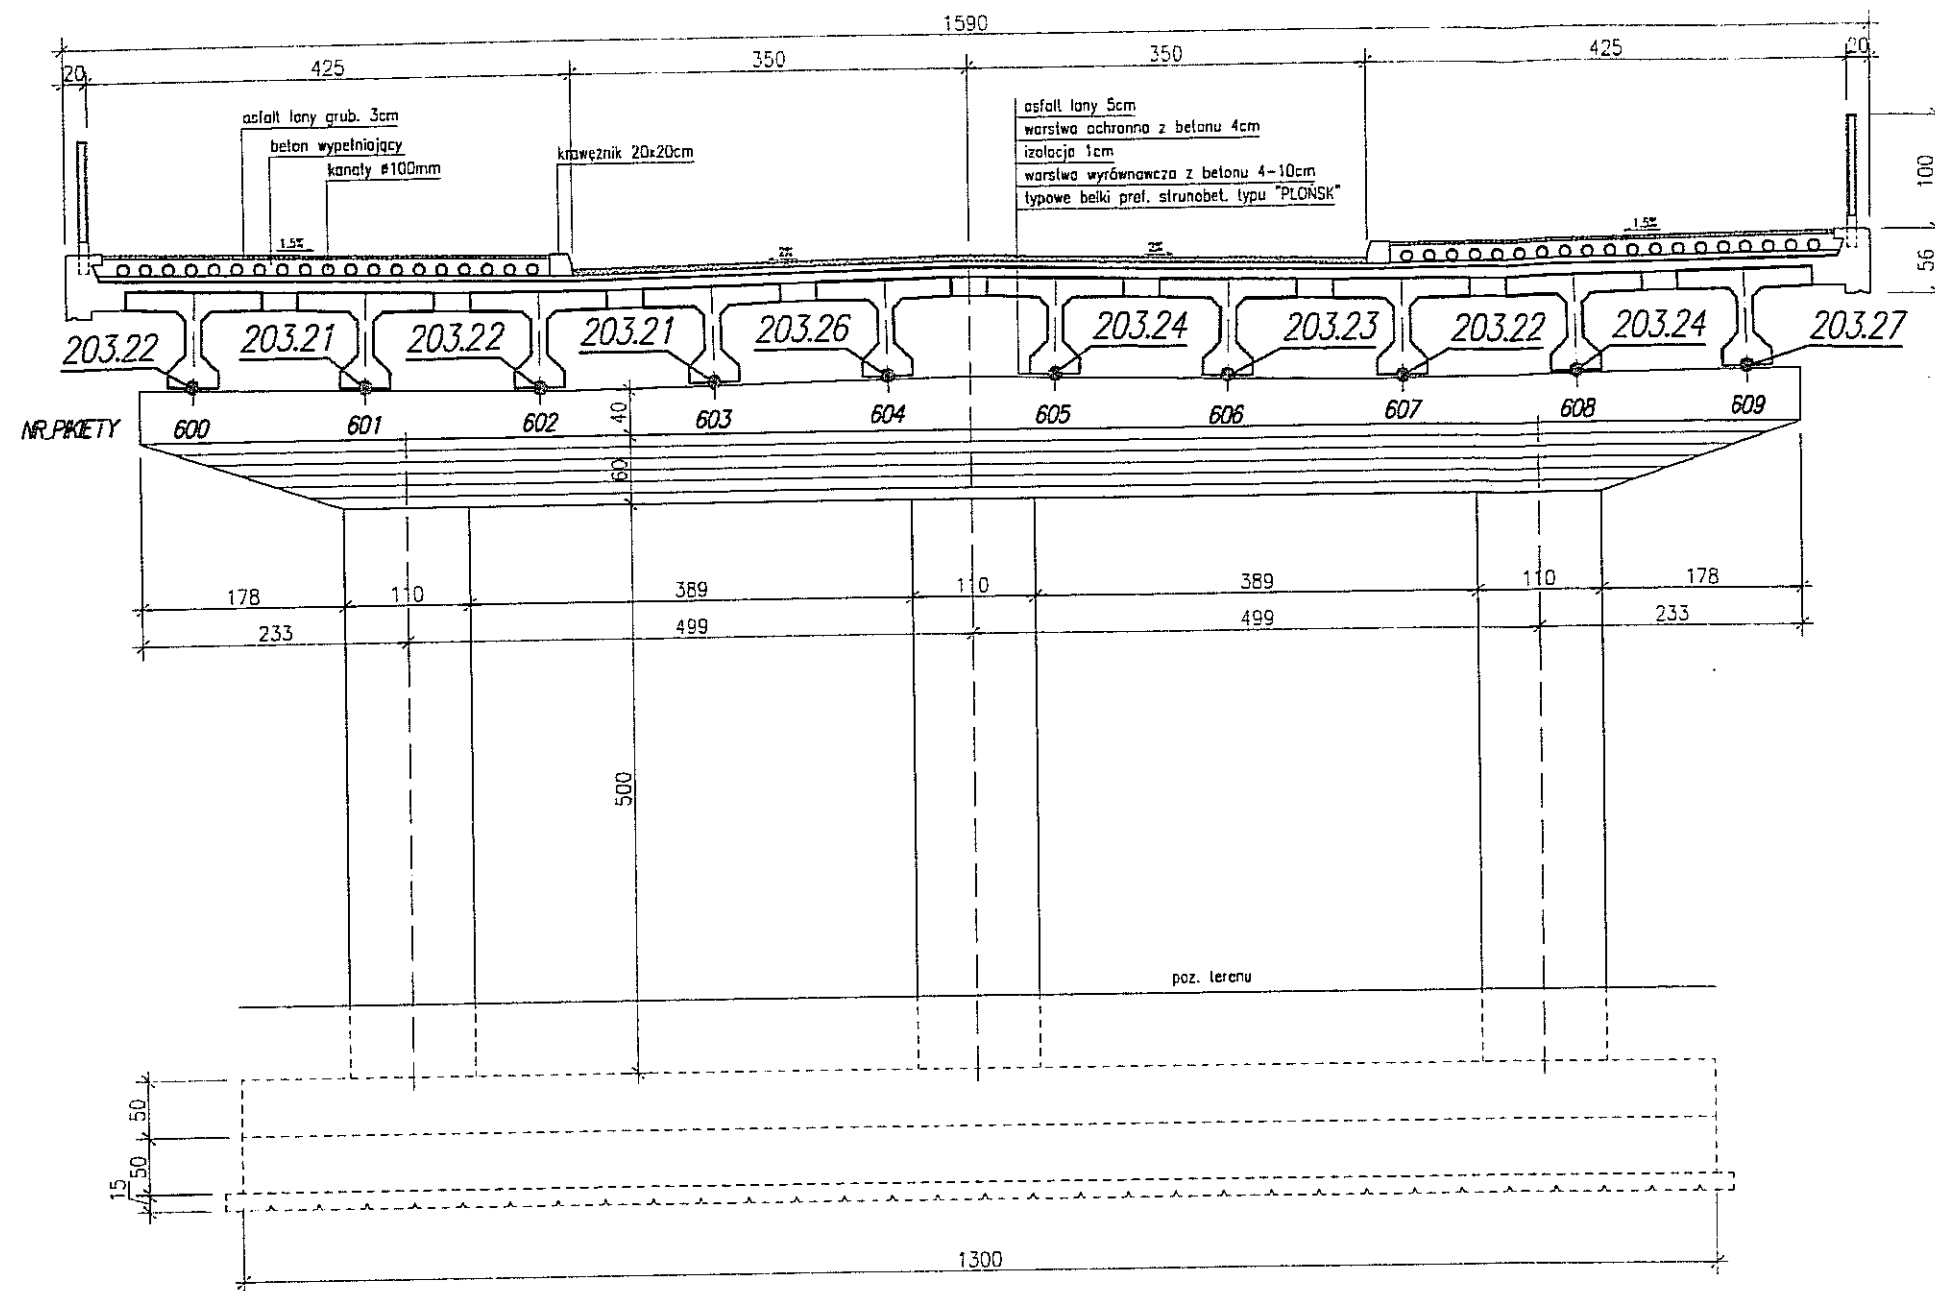 1590
20 425 350 350 425 20
asfalt lany grub. 3cm
beton wypełniający
kanały ø100mm
krawężnik 20x20cm
asfalt lany 5cm
warstwa ochronna z betonu 4cm
izolacja 1cm
warstwa wyrównawcza z betonu 4-10cm
typowe belki pref. strunobet. typu "PŁOŃSK"
100
56
1.5% 2% 2% 1.5%
203.22 203.21 203.22 203.21 203.26 203.24 203.23 203.22 203.24 203.27
NR_PIKIETY 600 601 602 603 604 605 606 607 608 609
40
60
178 110 389 110 389 110 178
233 499 499 233
500
poz. terenu
50
50
15
1300